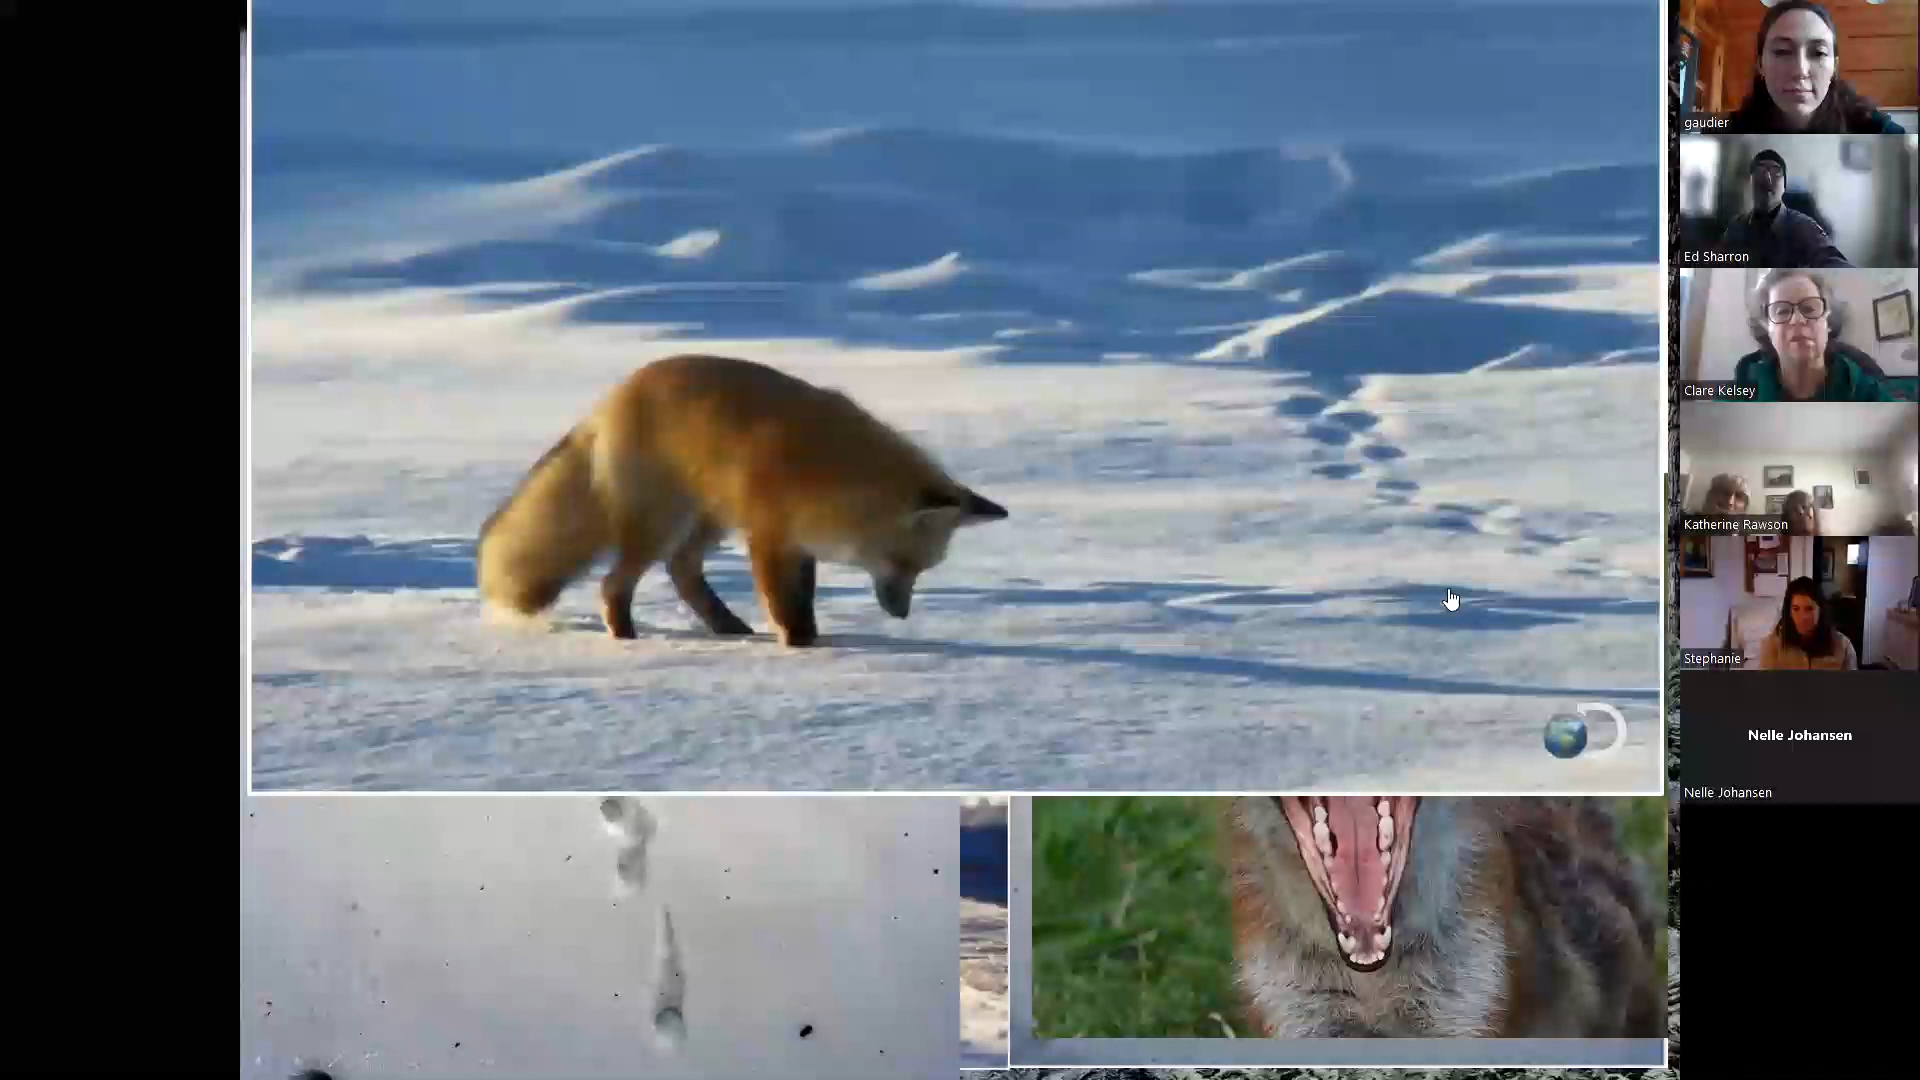 gaudier
Ed Sharron
Clare Kelsey
Katherine Rawson
Stephanie
Nelle Johansen
Nelle Johansen